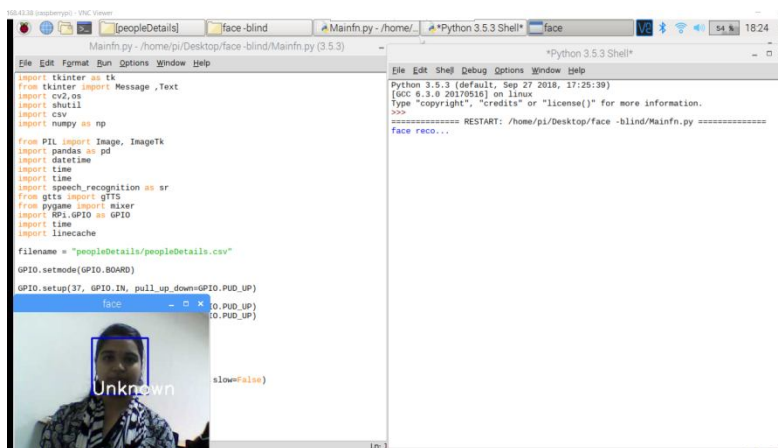 168.43.38 (raspberrypi) - VNC Viewer
[peopleDetails]
face -blind
Mainfn.py - /home/...
*Python 3.5.3 Shell*
face
54 %
18:24
Mainfn.py - /home/pi/Desktop/face -blind/Mainfn.py (3.5.3)
File Edit Format Run Options Window Help
import tkinter as tk
from tkinter import Message ,Text
import cv2,os
import shutil
import csv
import numpy as np
from PIL import Image, ImageTk
import pandas as pd
import datetime
import time
import time
import speech_recognition as sr
from gtts import gTTS
from pygame import mixer
import RPi.GPIO as GPIO
import time
import linecache
filename = "peopleDetails/peopleDetails.csv"
GPIO.setmode(GPIO.BOARD)
GPIO.setup(37, GPIO.IN, pull_up_down=GPIO.PUD_UP)
IO.PUD_UP)
IO.PUD_UP)
slow=False)
face
Unknown
Ln: 1
*Python 3.5.3 Shell*
File Edit Shell Debug Options Window Help
Python 3.5.3 (default, Sep 27 2018, 17:25:39)
[GCC 6.3.0 20170516] on linux
Type "copyright", "credits" or "license()" for more information.
>>>
============== RESTART: /home/pi/Desktop/face -blind/Mainfn.py ==============
face reco...